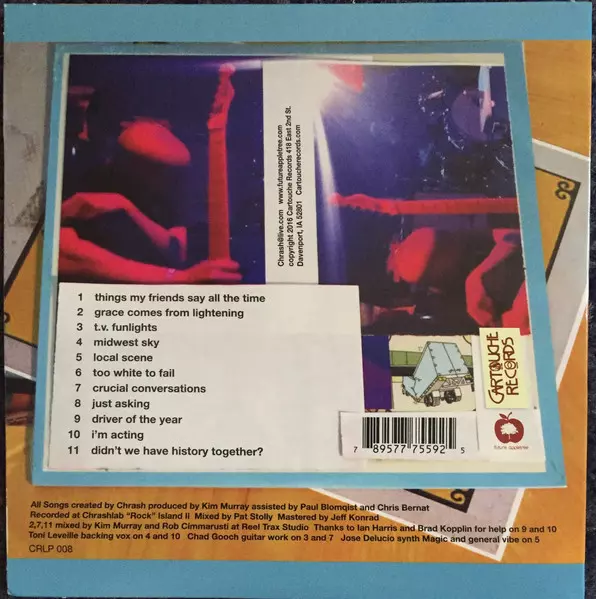 Chrash@live.com www.futureappletree.com
copyright 2016 Cartouche Records 418 East 2nd St.
Davenport, IA 52801 Cartoucherecords.com
1 things my friends say all the time
2 grace comes from lightening
3 t.v. funlights
4 midwest sky
5 local scene
6 too white to fail
7 crucial conversations
8 just asking
9 driver of the year
10 i'm acting
11 didn't we have history together?
CARTOUCHE
RECORDS
7 89577 75592 5
future appletree
All Songs created by Chrash produced by Kim Murray assisted by Paul Blomqist and Chris Bernat
Recorded at Chrashlab "Rock" Island II Mixed by Pat Stolly Mastered by Jeff Konrad
2,7,11 mixed by Kim Murray and Rob Cimmarusti at Reel Trax Studio Thanks to Ian Harris and Brad Kopplin for help on 9 and 10
Toni Leveille backing vox on 4 and 10 Chad Gooch guitar work on 3 and 7 Jose Delucio synth Magic and general vibe on 5
CRLP 008